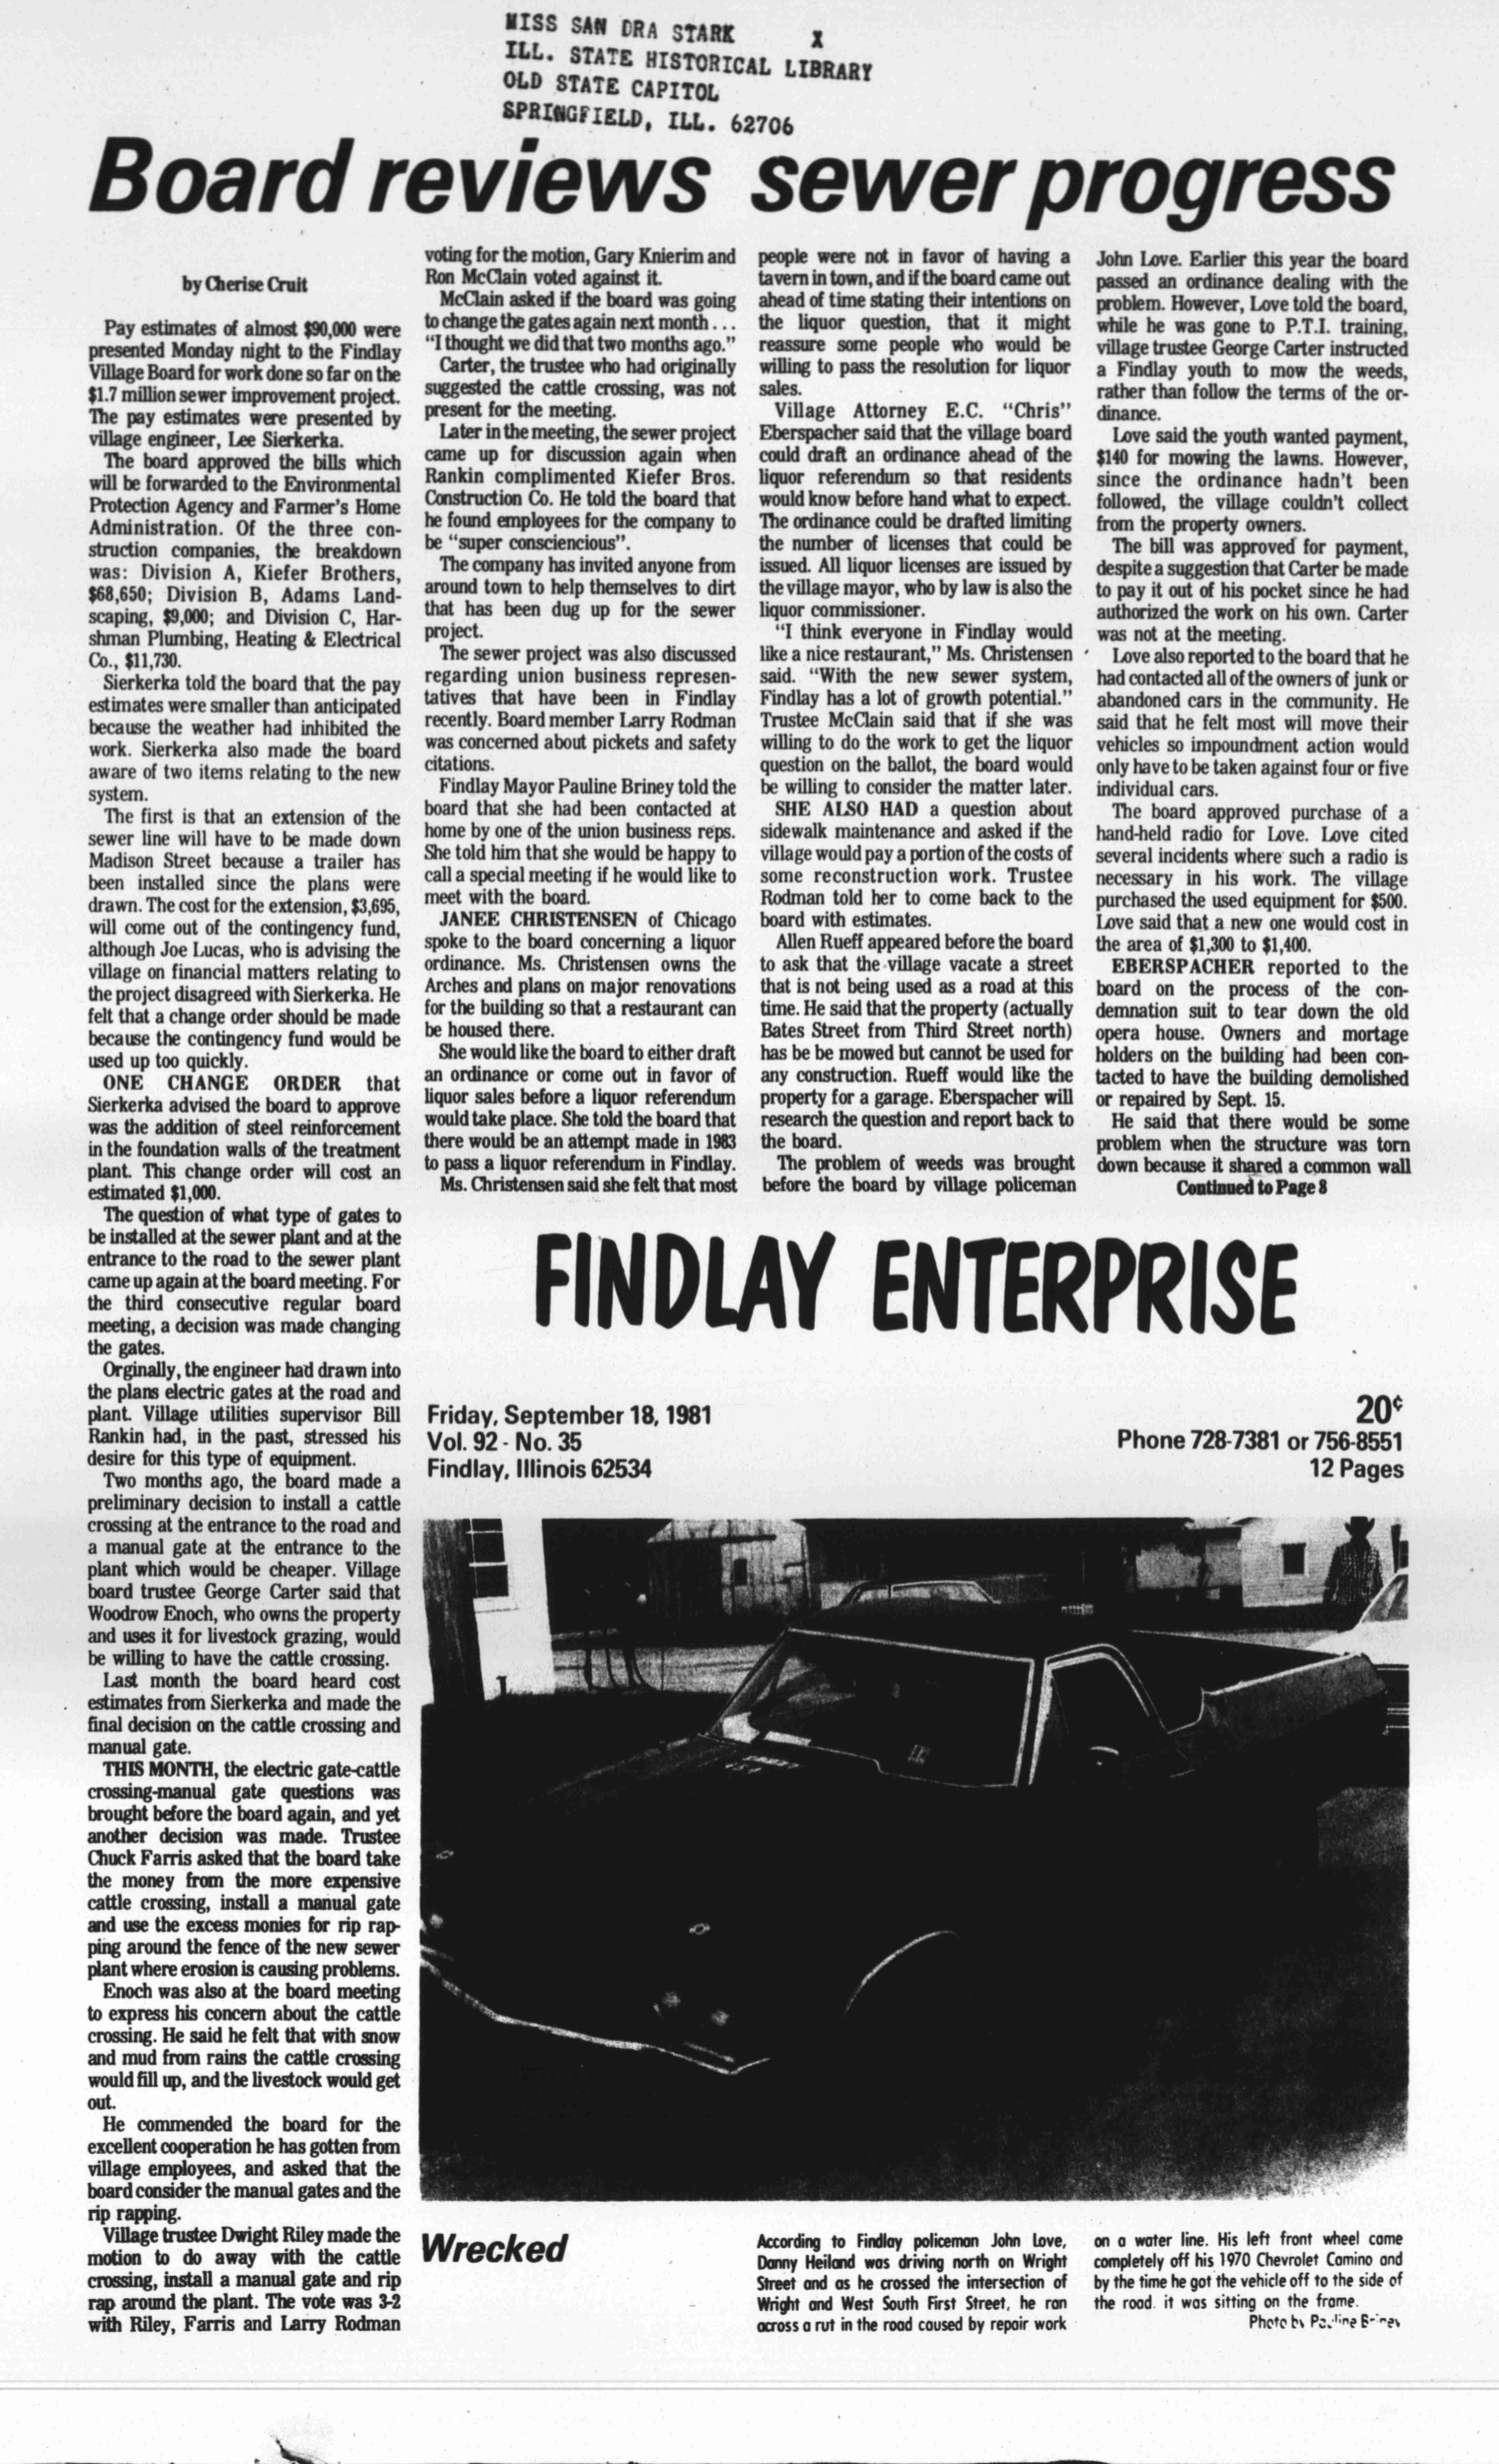 MISS SAN DRA STARK X
ILL. STATE HISTORICAL LIBRARY
OLD STATE CAPITOL
SPRINGFIELD, ILL. 62706
Board reviews sewer progress
by Cherise Cruit
Pay estimates of almost $90,000 were
presented Monday night to the Findlay
Village Board for work done so far on the
$1.7 million sewer improvement project.
The pay estimates were presented by
village engineer, Lee Sierkerka.
The board approved the bills which
will be forwarded to the Environmental
Protection Agency and Farmer's Home
Administration. Of the three con-
struction companies, the breakdown
was: Division A, Kiefer Brothers,
$68,650; Division B, Adams Land-
scaping, $9,000; and Division C, Har-
shman Plumbing, Heating & Electrical
Co., $11,730.
Sierkerka told the board that the pay
estimates were smaller than anticipated
because the weather had inhibited the
work. Sierkerka also made the board
aware of two items relating to the new
system.
The first is that an extension of the
sewer line will have to be made down
Madison Street because a trailer has
been installed since the plans were
drawn. The cost for the extension, $3,695,
will come out of the contingency fund,
although Joe Lucas, who is advising the
village on financial matters relating to
the project disagreed with Sierkerka. He
felt that a change order should be made
because the contingency fund would be
used up too quickly.
ONE CHANGE ORDER that
Sierkerka advised the board to approve
was the addition of steel reinforcement
in the foundation walls of the treatment
plant. This change order will cost an
estimated $1,000.
The question of what type of gates to
be installed at the sewer plant and at the
entrance to the road to the sewer plant
came up again at the board meeting. For
the third consecutive regular board
meeting, a decision was made changing
the gates.
Orginally, the engineer had drawn into
the plans electric gates at the road and
plant. Village utilities supervisor Bill
Rankin had, in the past, stressed his
desire for this type of equipment.
Two months ago, the board made a
preliminary decision to install a cattle
crossing at the entrance to the road and
a manual gate at the entrance to the
plant which would be cheaper. Village
board trustee George Carter said that
Woodrow Enoch, who owns the property
and uses it for livestock grazing, would
be willing to have the cattle crossing.
Last month the board heard cost
estimates from Sierkerka and made the
final decision on the cattle crossing and
manual gate.
THIS MONTH, the electric gate-cattle
crossing-manual gate questions was
brought before the board again, and yet
another decision was made. Trustee
Chuck Farris asked that the board take
the money from the more expensive
cattle crossing, install a manual gate
and use the excess monies for rip rap-
ping around the fence of the new sewer
plant where erosion is causing problems.
Enoch was also at the board meeting
to express his concern about the cattle
crossing. He said he felt that with snow
and mud from rains the cattle crossing
would fill up, and the livestock would get
out.
He commended the board for the
excellent cooperation he has gotten from
village employees, and asked that the
board consider the manual gates and the
rip rapping.
Village trustee Dwight Riley made the
motion to do away with the cattle
crossing, install a manual gate and rip
rap around the plant. The vote was 3-2
with Riley, Farris and Larry Rodman
voting for the motion, Gary Knierim and
Ron McClain voted against it.
McClain asked if the board was going
to change the gates again next month . . .
"I thought we did that two months ago."
Carter, the trustee who had originally
suggested the cattle crossing, was not
present for the meeting.
Later in the meeting, the sewer project
came up for discussion again when
Rankin complimented Kiefer Bros.
Construction Co. He told the board that
he found employees for the company to
be "super consciencious".
The company has invited anyone from
around town to help themselves to dirt
that has been dug up for the sewer
project.
The sewer project was also discussed
regarding union business represen-
tatives that have been in Findlay
recently. Board member Larry Rodman
was concerned about pickets and safety
citations.
Findlay Mayor Pauline Briney told the
board that she had been contacted at
home by one of the union business reps.
She told him that she would be happy to
call a special meeting if he would like to
meet with the board.
JANEE CHRISTENSEN of Chicago
spoke to the board concerning a liquor
ordinance. Ms. Christensen owns the
Arches and plans on major renovations
for the building so that a restaurant can
be housed there.
She would like the board to either draft
an ordinance or come out in favor of
liquor sales before a liquor referendum
would take place. She told the board that
there would be an attempt made in 1983
to pass a liquor referendum in Findlay.
Ms. Christensen said she felt that most
people were not in favor of having a
tavern in town, and if the board came out
ahead of time stating their intentions on
the liquor question, that it might
reassure some people who would be
willing to pass the resolution for liquor
sales.
Village Attorney E.C. "Chris"
Eberspacher said that the village board
could draft an ordinance ahead of the
liquor referendum so that residents
would know before hand what to expect.
The ordinance could be drafted limiting
the number of licenses that could be
issued. All liquor licenses are issued by
the village mayor, who by law is also the
liquor commissioner.
"I think everyone in Findlay would
like a nice restaurant," Ms. Christensen
said. "With the new sewer system,
Findlay has a lot of growth potential."
Trustee McClain said that if she was
willing to do the work to get the liquor
question on the ballot, the board would
be willing to consider the matter later.
SHE ALSO HAD a question about
sidewalk maintenance and asked if the
village would pay a portion of the costs of
some reconstruction work. Trustee
Rodman told her to come back to the
board with estimates.
Allen Rueff appeared before the board
to ask that the village vacate a street
that is not being used as a road at this
time. He said that the property (actually
Bates Street from Third Street north)
has be be mowed but cannot be used for
any construction. Rueff would like the
property for a garage. Eberspacher will
research the question and report back to
the board.
The problem of weeds was brought
before the board by village policeman
John Love. Earlier this year the board
passed an ordinance dealing with the
problem. However, Love told the board,
while he was gone to P.T.I. training,
village trustee George Carter instructed
a Findlay youth to mow the weeds,
rather than follow the terms of the or-
dinance.
Love said the youth wanted payment,
$140 for mowing the lawns. However,
since the ordinance hadn't been
followed, the village couldn't collect
from the property owners.
The bill was approved for payment,
despite a suggestion that Carter be made
to pay it out of his pocket since he had
authorized the work on his own. Carter
was not at the meeting.
Love also reported to the board that he
had contacted all of the owners of junk or
abandoned cars in the community. He
said that he felt most will move their
vehicles so impoundment action would
only have to be taken against four or five
individual cars.
The board approved purchase of a
hand-held radio for Love. Love cited
several incidents where such a radio is
necessary in his work. The village
purchased the used equipment for $500.
Love said that a new one would cost in
the area of $1,300 to $1,400.
EBERSPACHER reported to the
board on the process of the con-
demnation suit to tear down the old
opera house. Owners and mortage
holders on the building had been con-
tacted to have the building demolished
or repaired by Sept. 15.
He said that there would be some
problem when the structure was torn
down because it shared a common wall
Continued to Page 8
FINDLAY ENTERPRISE
Friday, September 18, 1981
Vol. 92 - No. 35
Findlay, Illinois 62534
20¢
Phone 728-7381 or 756-8551
12 Pages
Wrecked
According to Findlay policeman John Love,
Danny Heiland was driving north on Wright
Street and as he crossed the intersection of
Wright and West South First Street, he ran
across a rut in the road caused by repair work
on a water line. His left front wheel came
completely off his 1970 Chevrolet Camino and
by the time he got the vehicle off to the side of
the road. it was sitting on the frame.
Photo by Pauline Briney